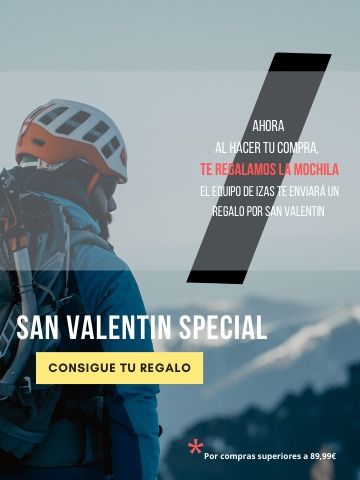 AHORA
AL HACER TU COMPRA,
TE REGALAMOS LA MOCHILA
EL EQUIPO DE IZAS TE ENVIARÁ UN
REGALO POR SAN VALENTIN
SAN VALENTIN SPECIAL
CONSIGUE TU REGALO
* Por compras superiores a 89,99€